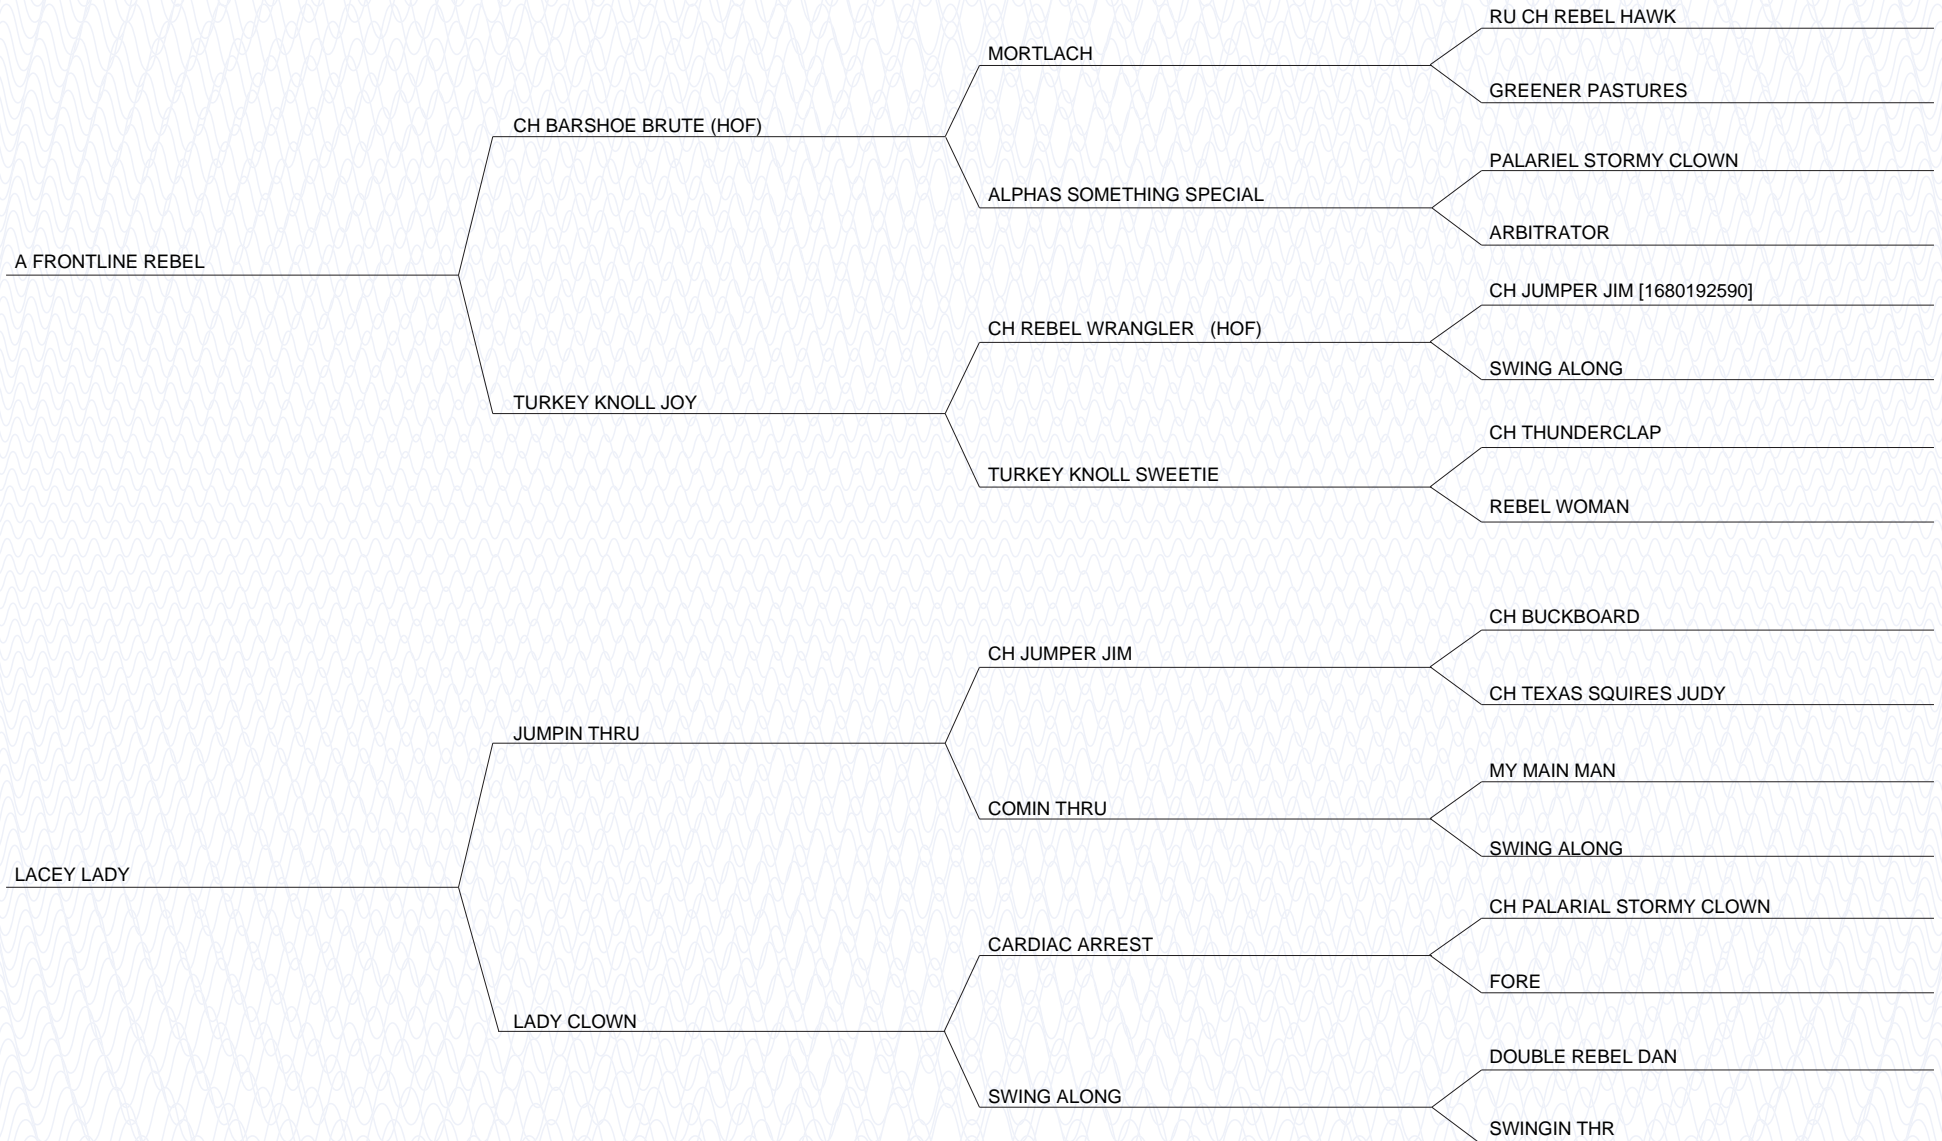 RU CH REBEL HAWK
MORTLACH
GREENER PASTURES
CH BARSHOE BRUTE (HOF)
PALARIEL STORMY CLOWN
ALPHAS SOMETHING SPECIAL
ARBITRATOR
A FRONTLINE REBEL
CH JUMPER JIM [1680192590]
CH REBEL WRANGLER (HOF)
SWING ALONG
TURKEY KNOLL JOY
CH THUNDERCLAP
TURKEY KNOLL SWEETIE
REBEL WOMAN
CH BUCKBOARD
CH JUMPER JIM
CH TEXAS SQUIRES JUDY
JUMPIN THRU
MY MAIN MAN
COMIN THRU
SWING ALONG
LACEY LADY
CH PALARIAL STORMY CLOWN
CARDIAC ARREST
FORE
LADY CLOWN
DOUBLE REBEL DAN
SWING ALONG
SWINGIN THR